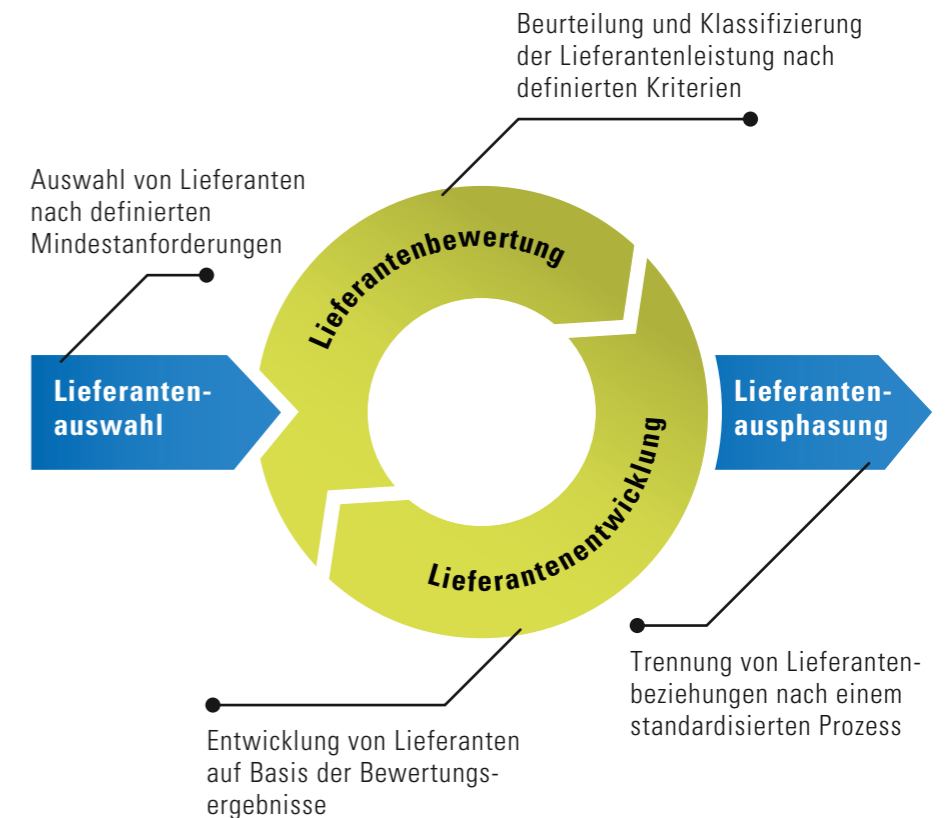 Beurteilung und Klassifizierung
der Lieferantenleistung nach
definierten Kriterien
Auswahl von Lieferanten
nach definierten
Mindestanforderungen
Lieferantenbewertung
Lieferanten-
auswahl
Lieferanten-
ausphasung
Lieferantenentwicklung
Trennung von Lieferanten-
beziehungen nach einem
standardisierten Prozess
Entwicklung von Lieferanten
auf Basis der Bewertungs-
ergebnisse